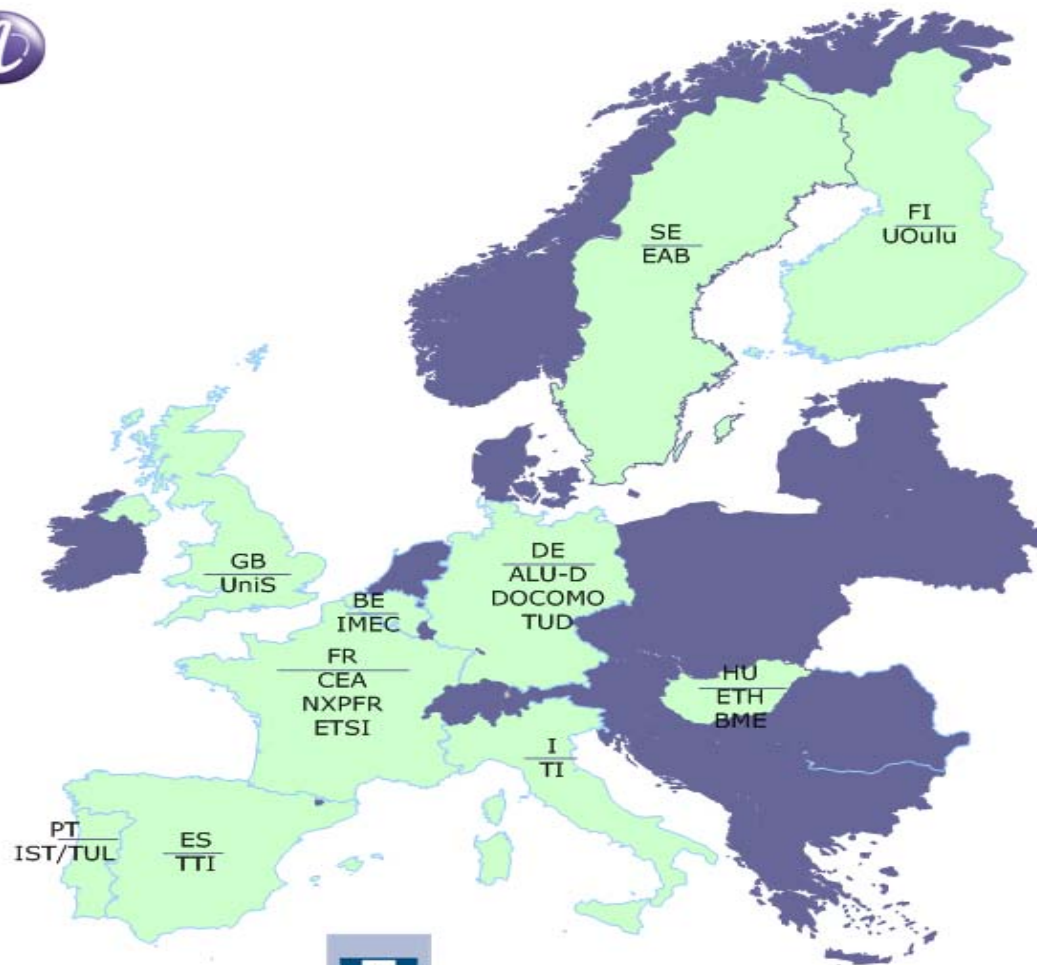 FI
UOulu
SE
EAB
GB
UniS
DE
ALU-D
DOCOMO
TUD
BE
IMEC
FR
CEA
NXPFR
ETSI
HU
ETH
BME
I
TI
PT
IST/TUL
ES
TTI